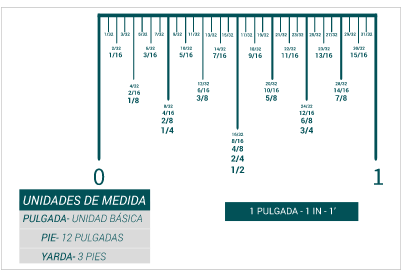 1/32 3/32 5/32 7/32 9/32 11/32 13/32 15/32 17/32 19/32 21/32 23/32 25/32 27/32 29/32 31/32
2/32 6/32 10/32 14/32 18/32 22/32 26/32 30/32
1/16 3/16 5/16 7/16 9/16 11/16 13/16 15/16
4/32 12/32 20/32 28/32
2/16 6/16 10/16 14/16
1/8 3/8 5/8 7/8
8/32 24/32
4/16 12/16
2/8 6/8
1/4 3/4
16/32
8/16
4/8
2/4
1/2
0 1
UNIDADES DE MEDIDA
PULGADA- UNIDAD BÁSICA
PIE- 12 PULGADAS
YARDA- 3 PIES
1 PULGADA - 1 IN - 1’